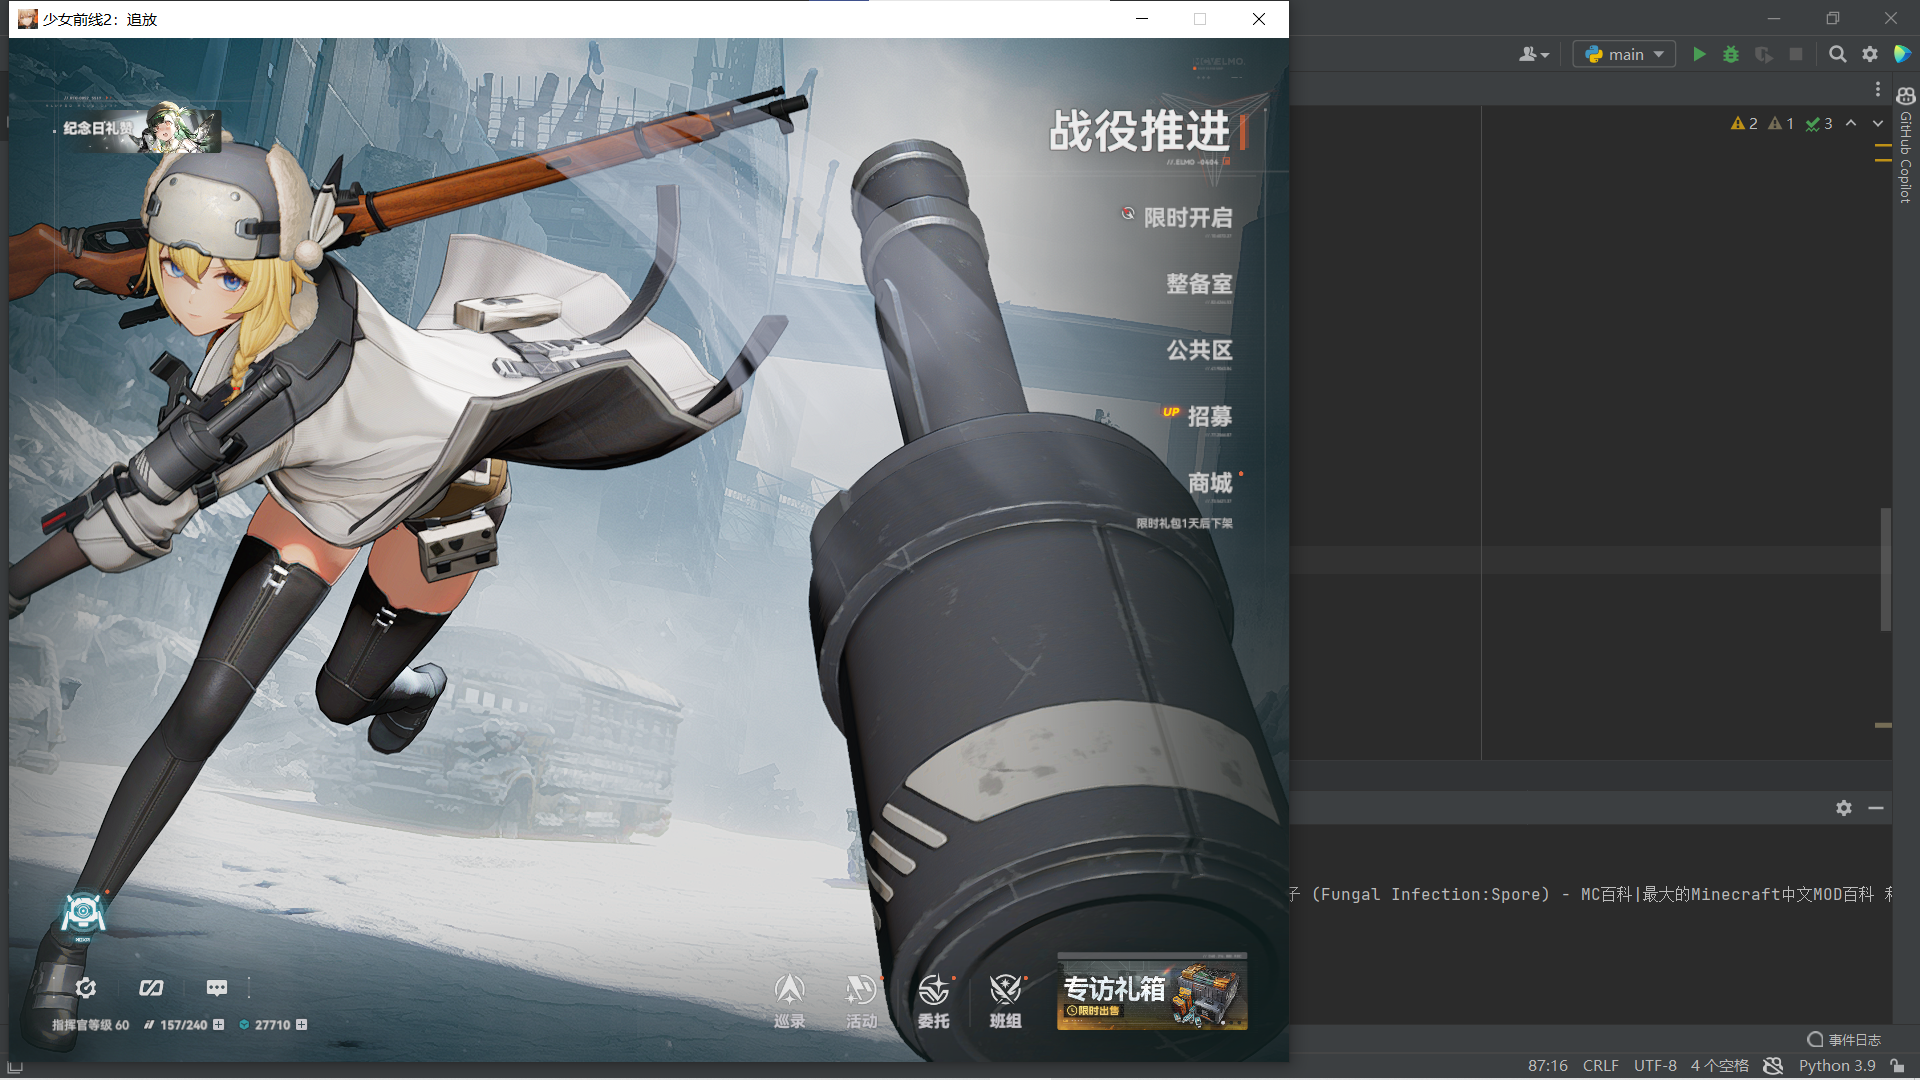 少女前线2：追放
main
纪念日礼赞
战役推进
//.ELMO -0404
2
1
3
GitHub Copilot
限时开启
整备室
公共区
UP 招募
商城
限时礼包1天后下架
子 (Fungal Infection:Spore) - MC百科|最大的Minecraft中文MOD百科
专访礼箱
限时出售
巡录
活动
委托
班组
指挥官等级 60
157/240
27710
事件日志
87:16
CRLF
UTF-8
4 个空格
Python 3.9